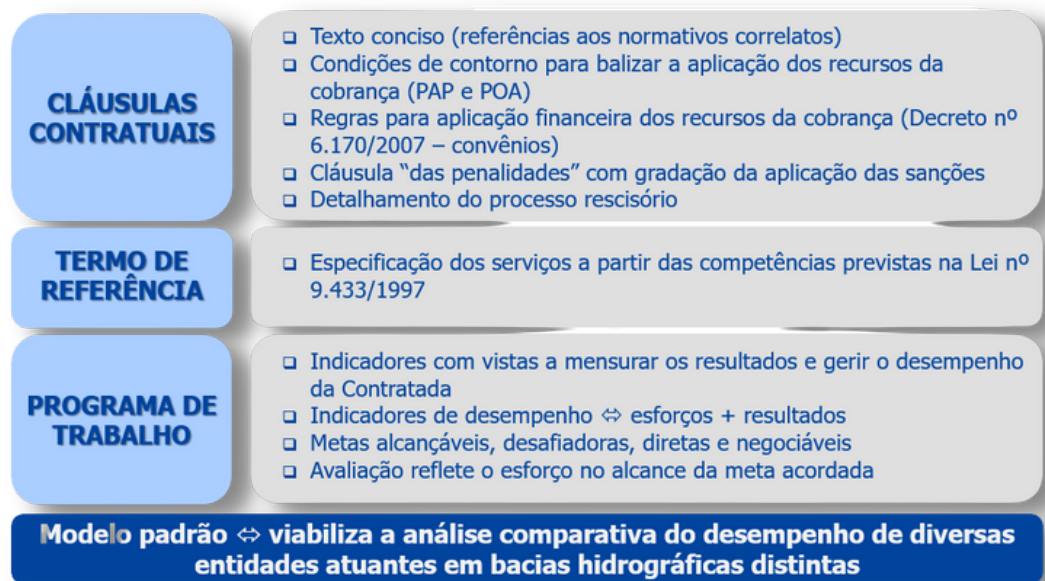 CLÁUSULAS
CONTRATUAIS
❑ Texto conciso (referências aos normativos correlatos)
❑ Condições de contorno para balizar a aplicação dos recursos da
cobrança (PAP e POA)
❑ Regras para aplicação financeira dos recursos da cobrança (Decreto nº
6.170/2007 – convênios)
❑ Cláusula “das penalidades” com gradação da aplicação das sanções
❑ Detalhamento do processo rescisório
TERMO DE
REFERÊNCIA
❑ Especificação dos serviços a partir das competências previstas na Lei nº
9.433/1997
PROGRAMA DE
TRABALHO
❑ Indicadores com vistas a mensurar os resultados e gerir o desempenho
da Contratada
❑ Indicadores de desempenho ⇔ esforços + resultados
❑ Metas alcançáveis, desafiadoras, diretas e negociáveis
❑ Avaliação reflete o esforço no alcance da meta acordada
Modelo padrão ⇔ viabiliza a análise comparativa do desempenho de diversas
entidades atuantes em bacias hidrográficas distintas